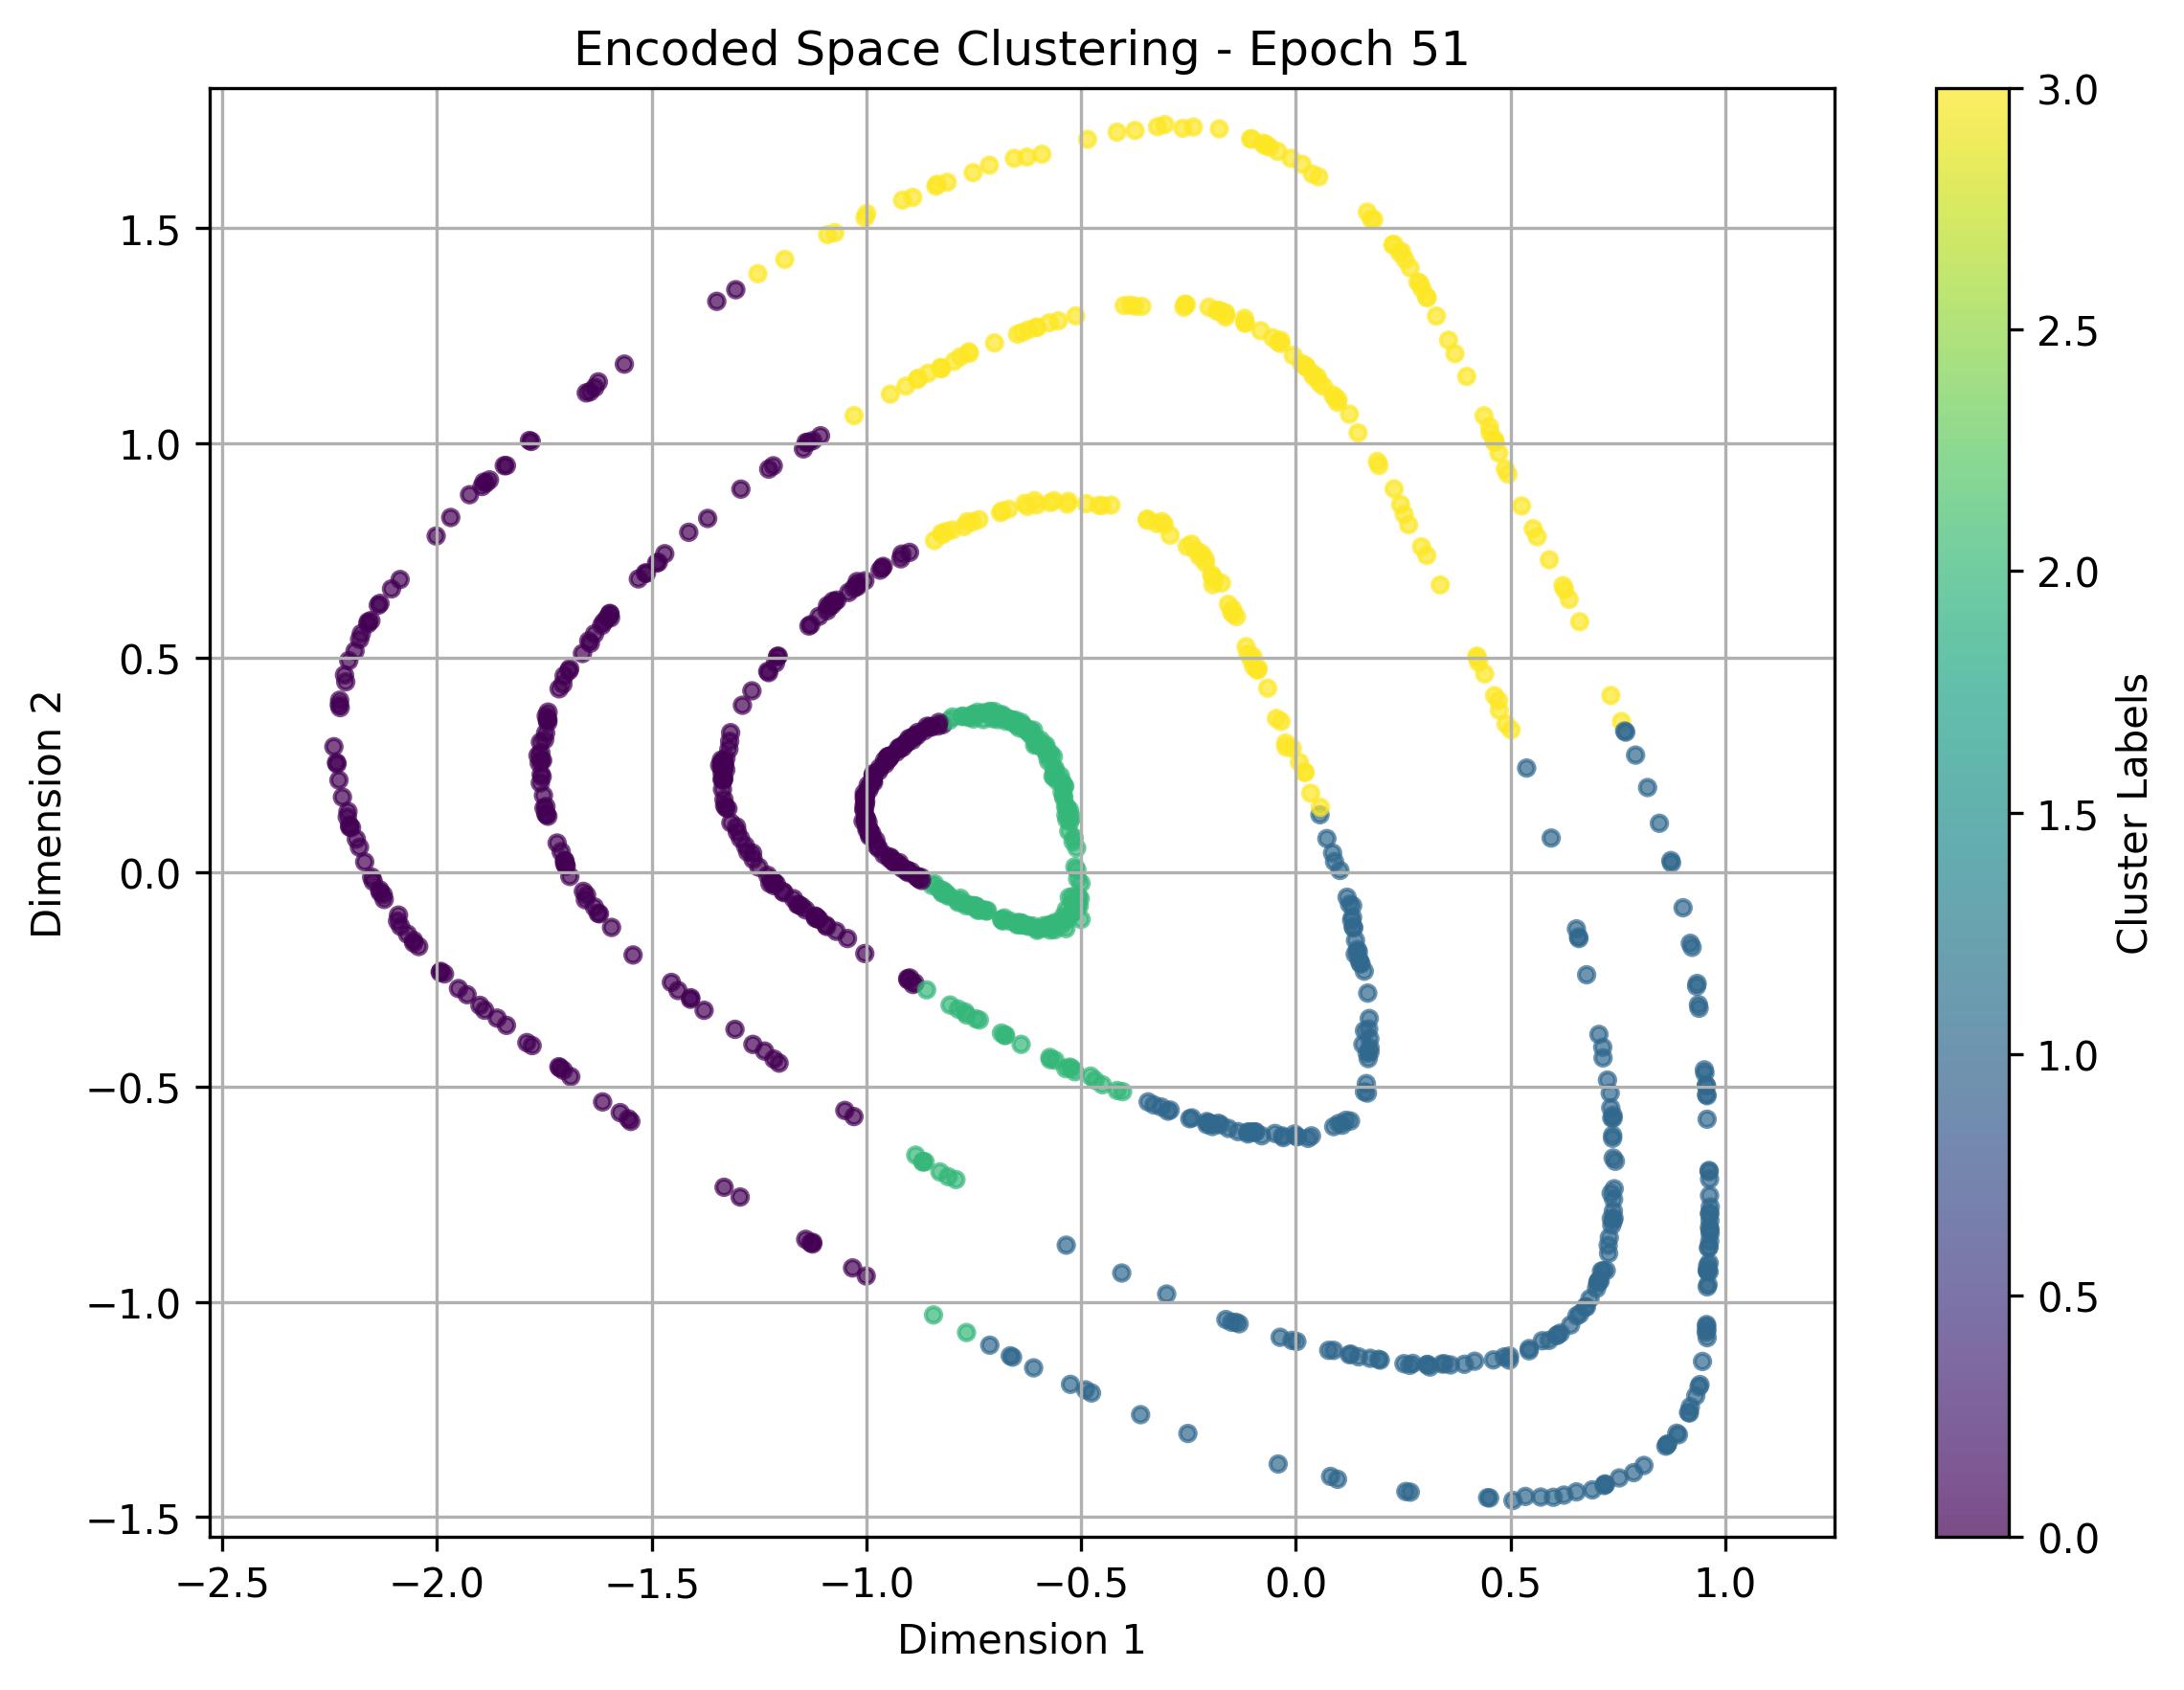 Encoded Space Clustering - Epoch 51
3.0
2.5
2.0
1.5
1.0
0.5
0.0
Cluster Labels
1.5
1.0
0.5
0.0
−0.5
−1.0
−1.5
Dimension 2
−2.5 −2.0 −1.5 −1.0 −0.5 0.0 0.5 1.0
Dimension 1